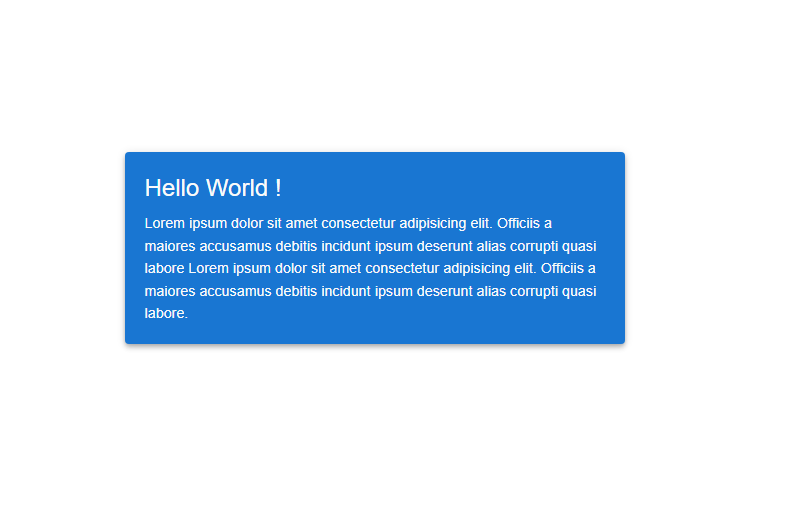 Hello World !
Lorem ipsum dolor sit amet consectetur adipisicing elit. Officiis a
maiores accusamus debitis incidunt ipsum deserunt alias corrupti quasi
labore Lorem ipsum dolor sit amet consectetur adipisicing elit. Officiis a
maiores accusamus debitis incidunt ipsum deserunt alias corrupti quasi
labore.